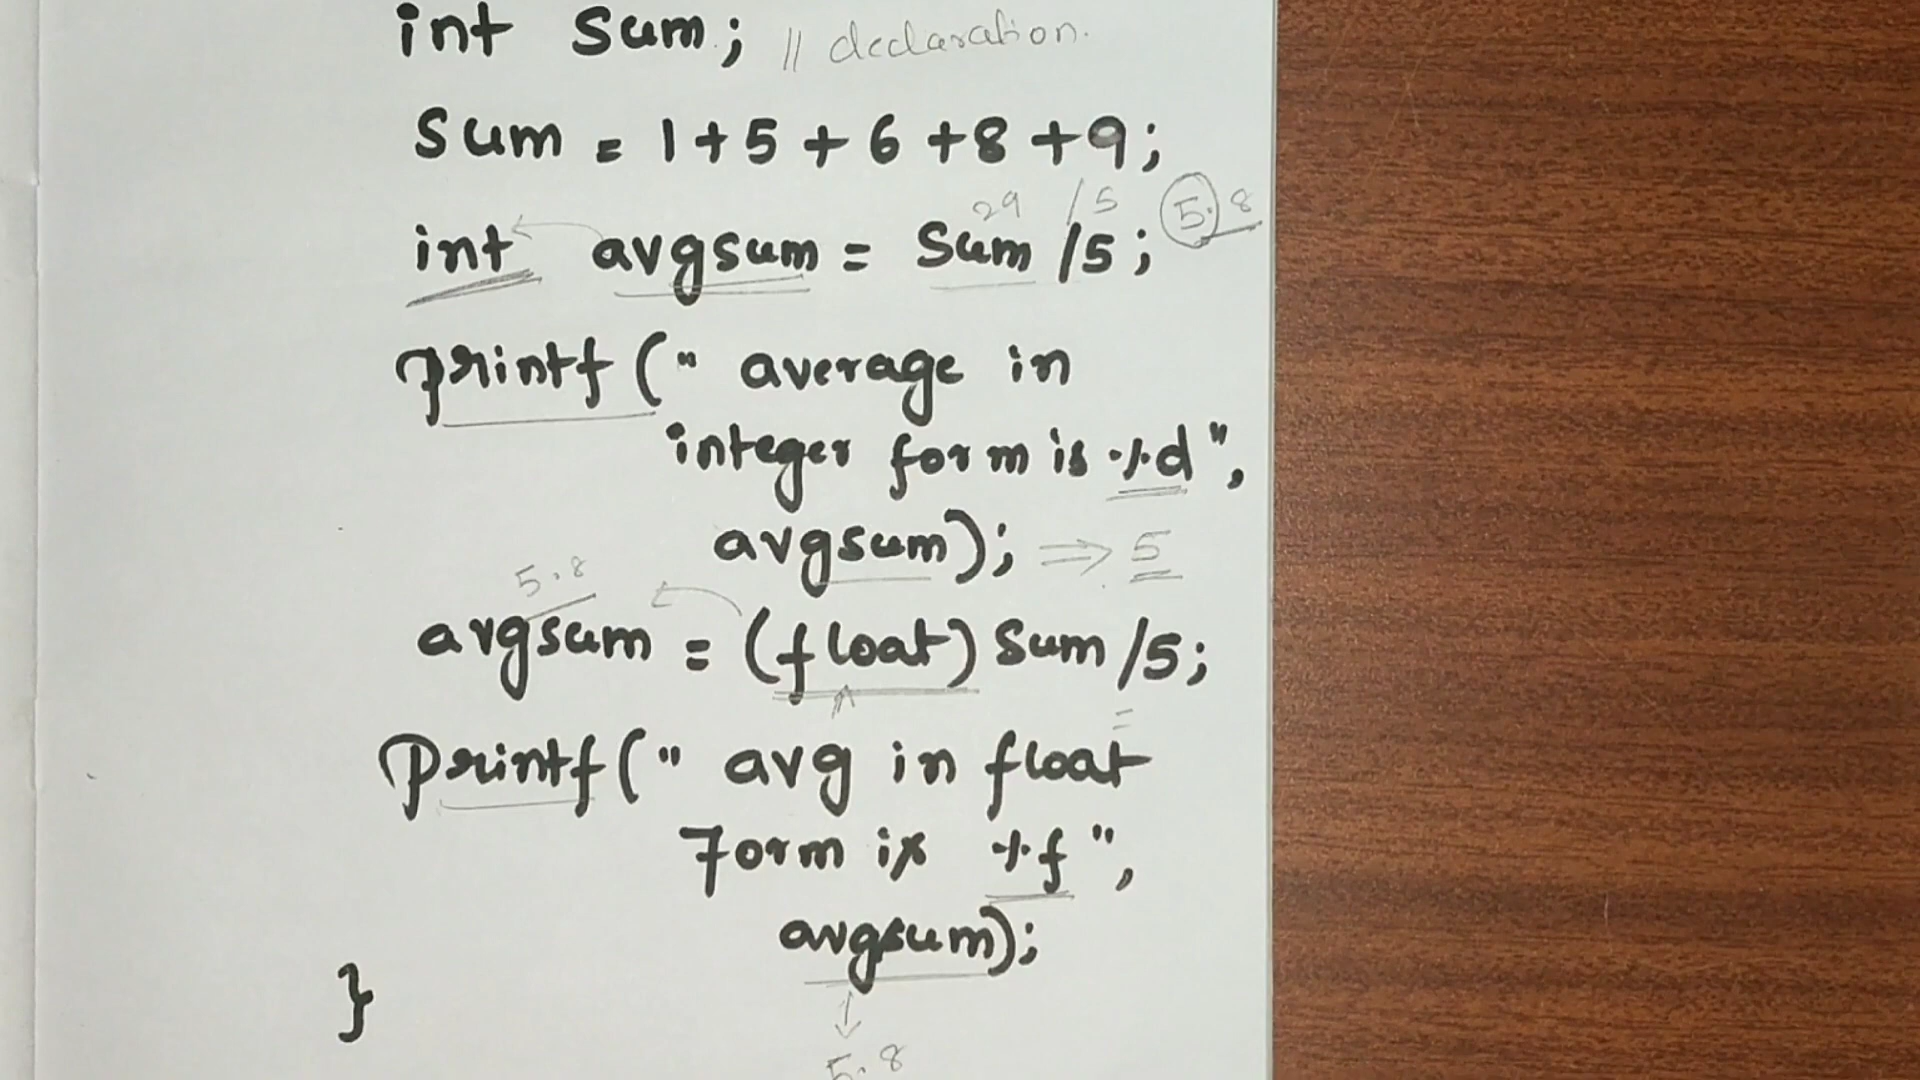 int sum; // declaration.
sum = 1+5+6+8+9;
29 /5 5.8
int avgsum = sum /5;
printf (" average in
integer form is %d",
avgsum); => 5
5.8
avgsum = (float) sum /5;
printf(" avg in float
form is %f",
avgsum);
}
5.8